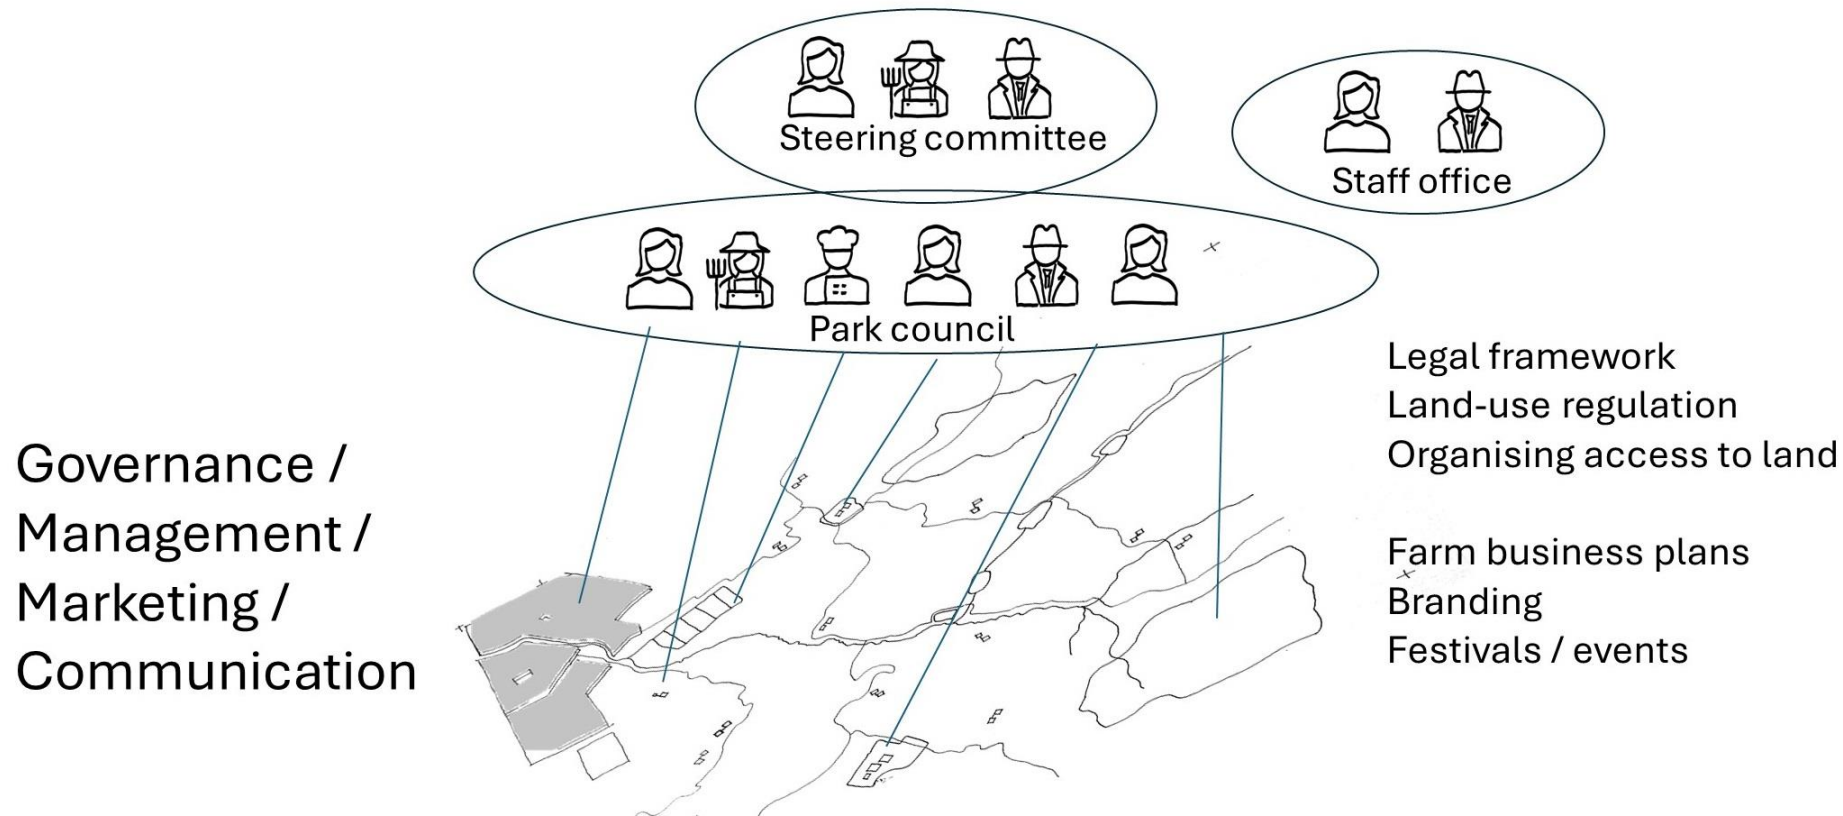 Steering committee
Staff office
Park council
Governance /
Management /
Marketing /
Communication
Legal framework
Land-use regulation
Organising access to land
Farm business plans
Branding
Festivals / events